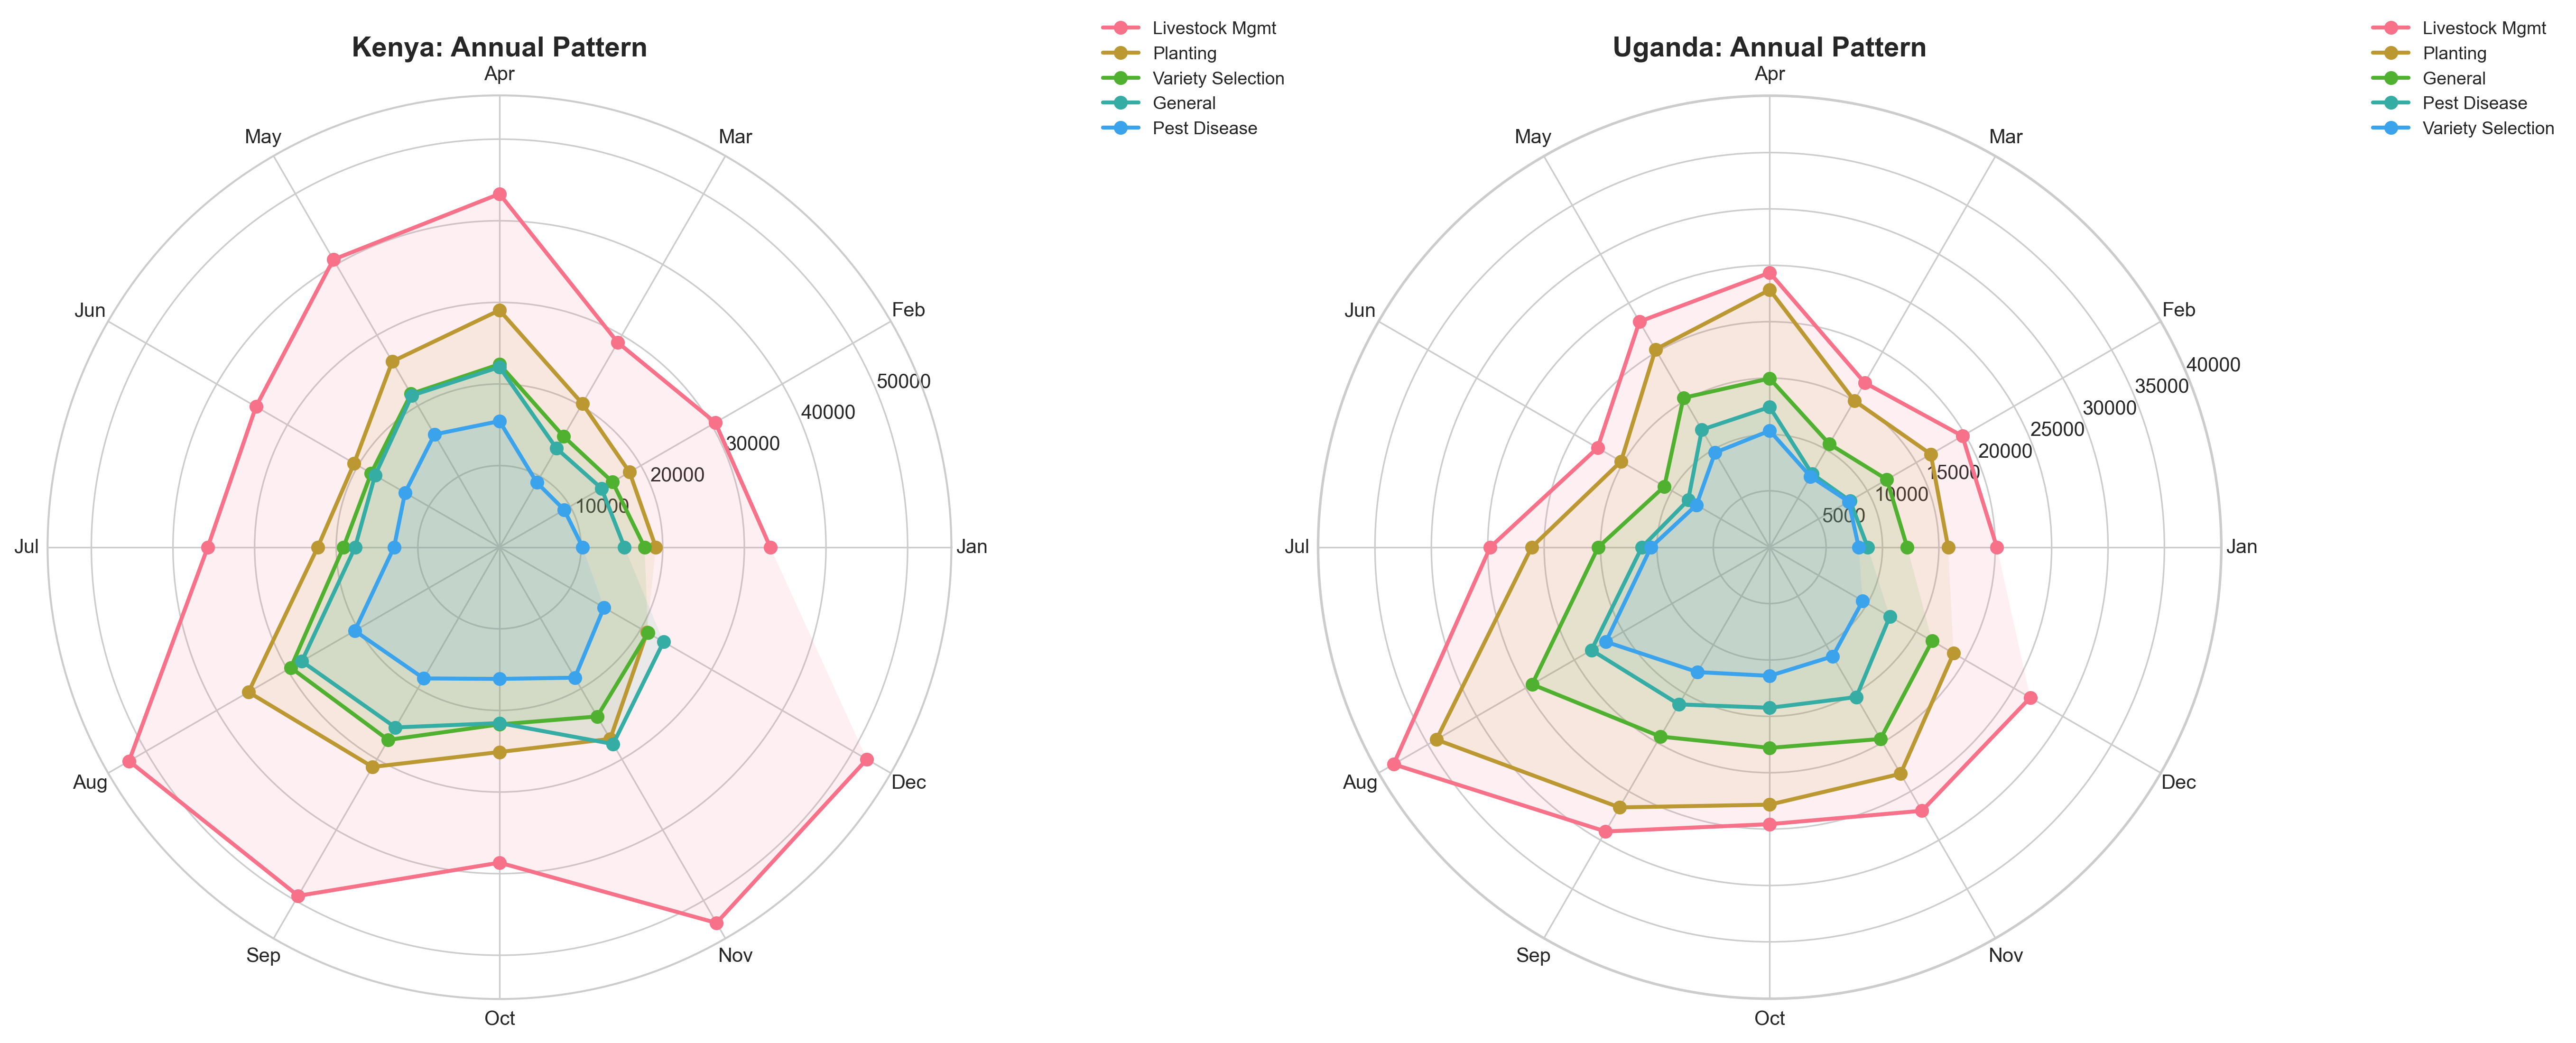 Kenya: Annual Pattern
Apr
Mar
Feb
Jan
Dec
Nov
Oct
Sep
Aug
Jul
Jun
May
10000
20000
30000
40000
50000
Livestock Mgmt
Planting
Variety Selection
General
Pest Disease
Uganda: Annual Pattern
Apr
Mar
Feb
Jan
Dec
Nov
Oct
Sep
Aug
Jul
Jun
May
5000
10000
15000
20000
25000
30000
35000
40000
Livestock Mgmt
Planting
General
Pest Disease
Variety Selection